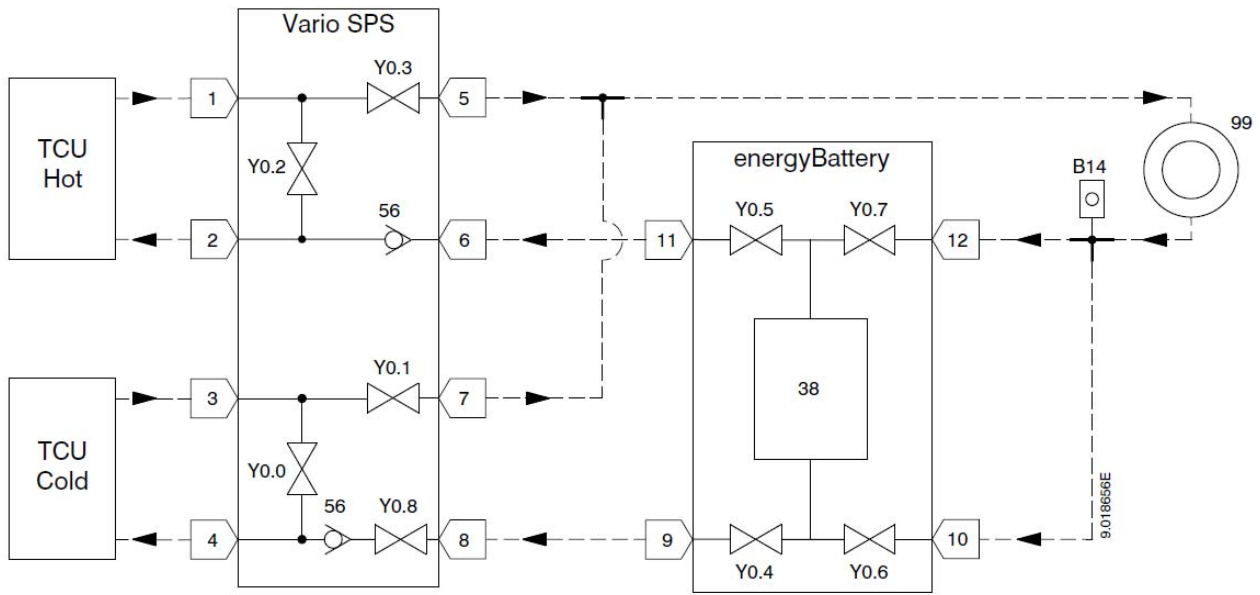 Vario SPS
Y0.3
1
5
99
TCU
Hot
energyBattery
Y0.2
B14
56
Y0.5
Y0.7
2
6
11
12
Y0.1
3
7
38
TCU
Cold
Y0.0
56
Y0.8
9.018656E
4
8
9
10
Y0.4
Y0.6